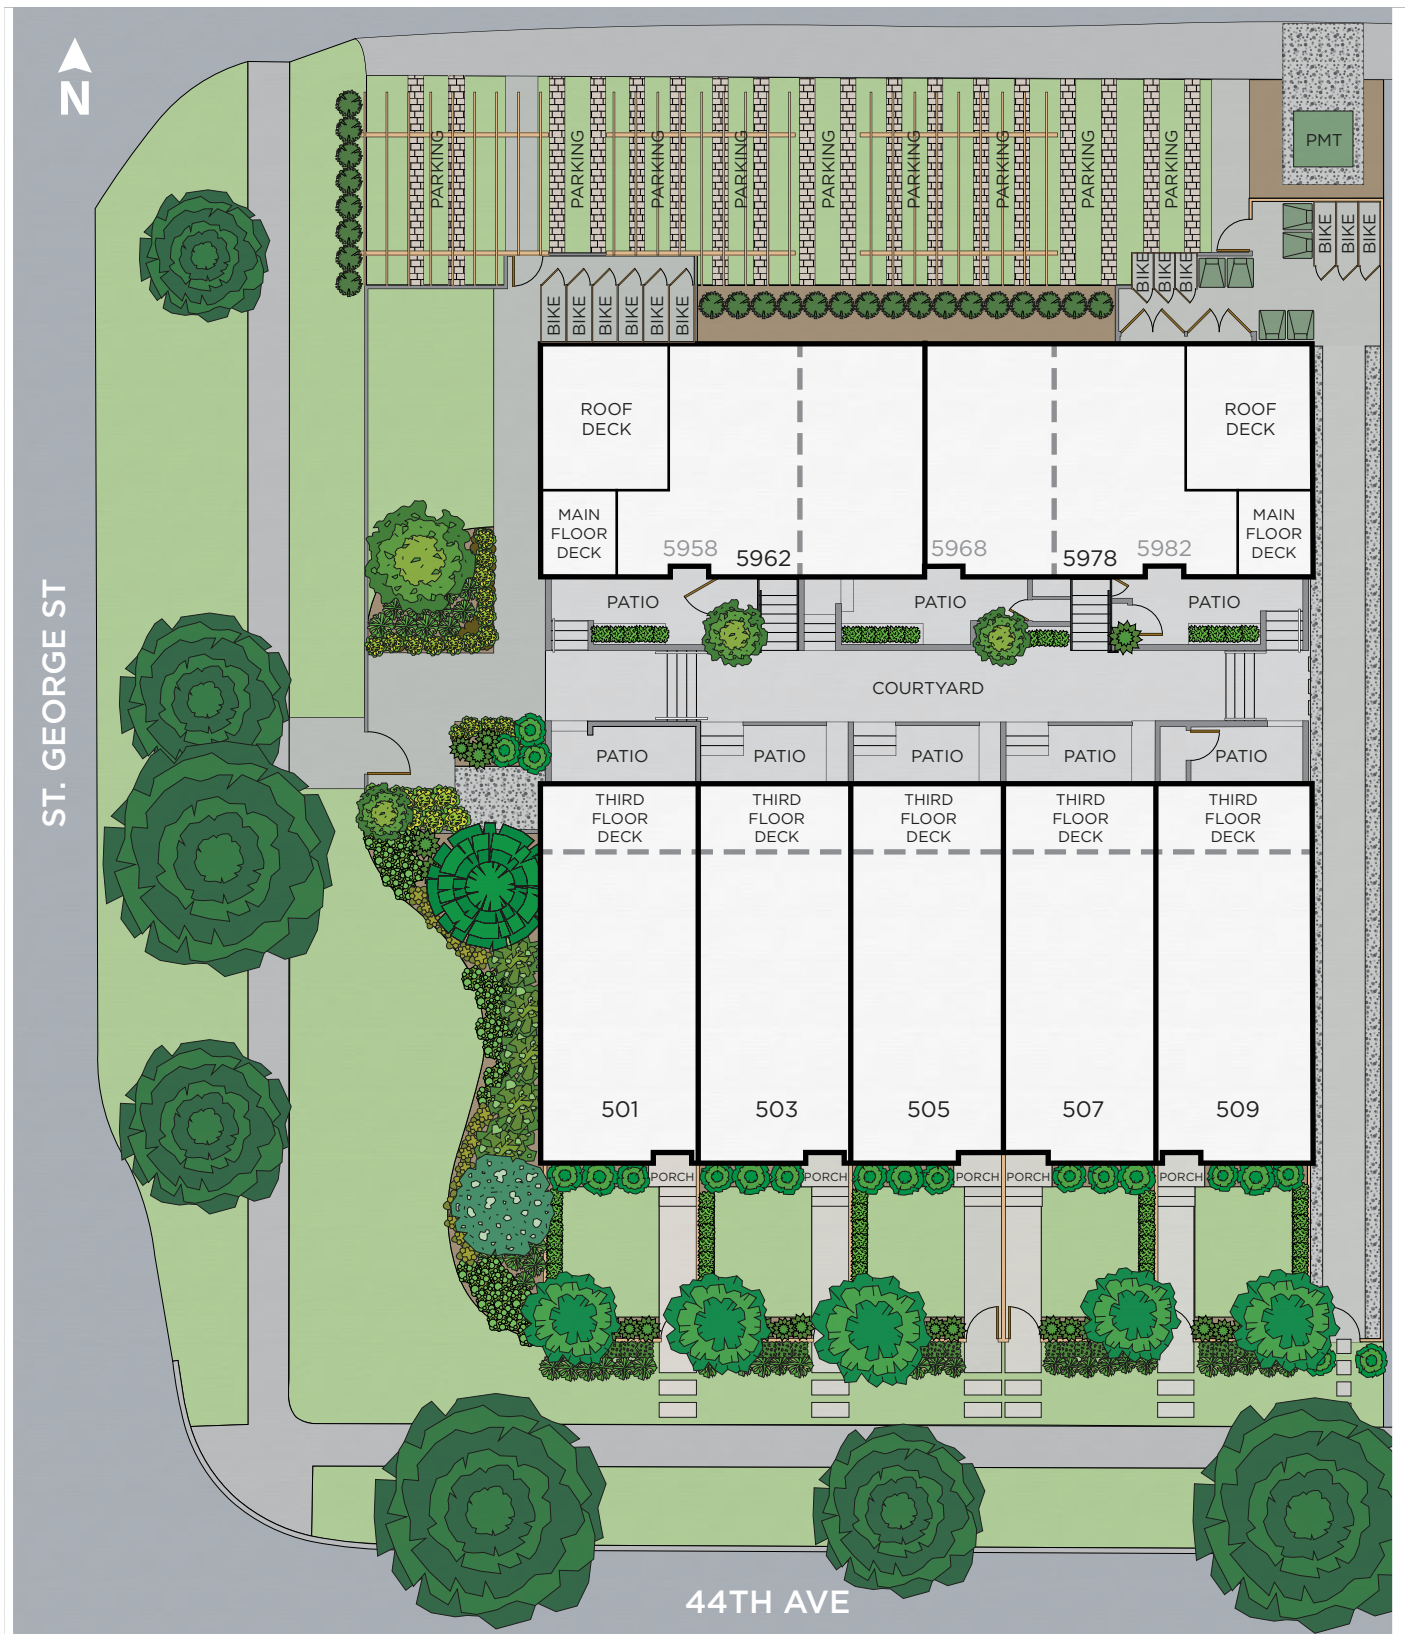 N
PARKING
PARKING
PARKING
PARKING
PARKING
PARKING
PARKING
PARKING
PARKING
PMT
BIKE
BIKE
BIKE
BIKE
BIKE
BIKE
BIKE
BIKE
BIKE
BIKE
BIKE
BIKE
ROOF
DECK
ROOF
DECK
MAIN
FLOOR
DECK
MAIN
FLOOR
DECK
5958
5962
5968
5978
5982
PATIO
PATIO
PATIO
COURTYARD
PATIO
PATIO
PATIO
PATIO
PATIO
THIRD
FLOOR
DECK
THIRD
FLOOR
DECK
THIRD
FLOOR
DECK
THIRD
FLOOR
DECK
THIRD
FLOOR
DECK
501
503
505
507
509
PORCH
PORCH
PORCH
PORCH
PORCH
ST. GEORGE ST
44TH AVE